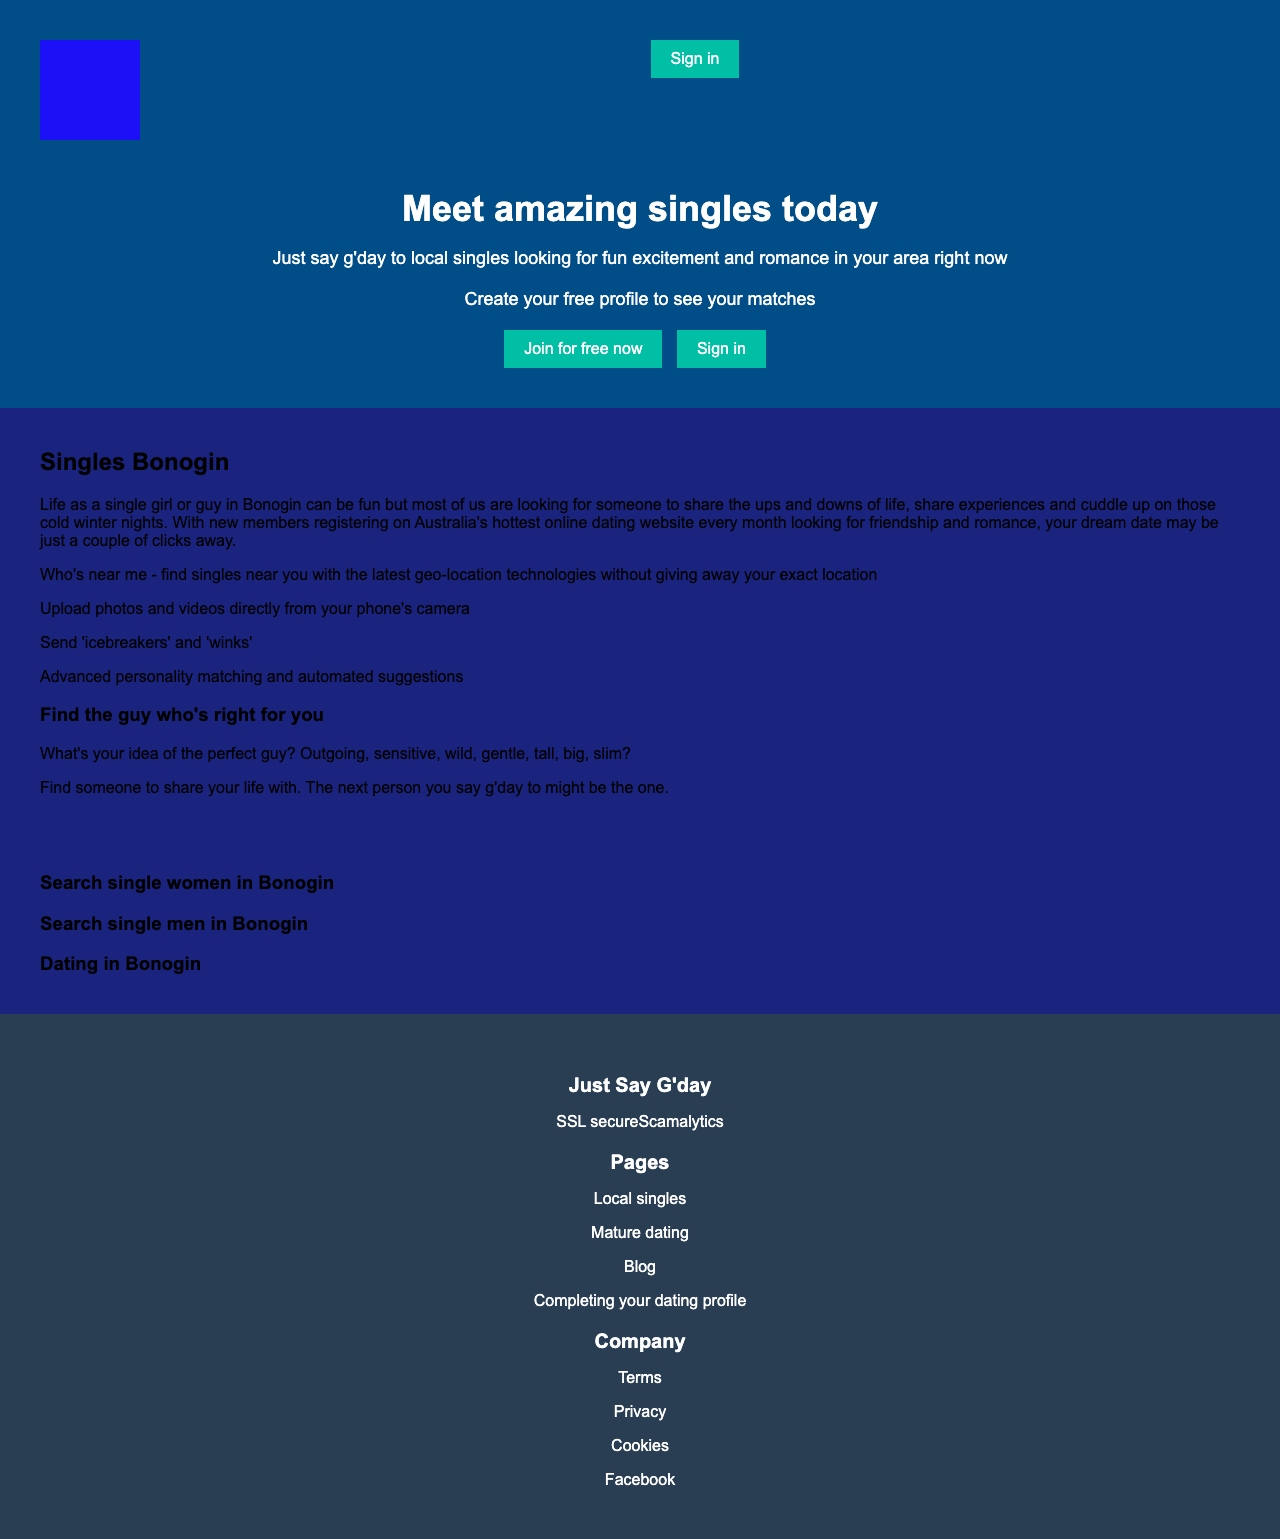 Sign in
Meet amazing singles today
Just say g'day to local singles looking for fun excitement and romance in your area right now
Create your free profile to see your matches
Join for free now
Sign in
Singles Bonogin
Life as a single girl or guy in Bonogin can be fun but most of us are looking for someone to share the ups and downs of life, share experiences and cuddle up on those
cold winter nights. With new members registering on Australia's hottest online dating website every month looking for friendship and romance, your dream date may be
just a couple of clicks away.
Who's near me - find singles near you with the latest geo-location technologies without giving away your exact location
Upload photos and videos directly from your phone's camera
Send 'icebreakers' and 'winks'
Advanced personality matching and automated suggestions
Find the guy who's right for you
What's your idea of the perfect guy? Outgoing, sensitive, wild, gentle, tall, big, slim?
Find someone to share your life with. The next person you say g'day to might be the one.
Search single women in Bonogin
Search single men in Bonogin
Dating in Bonogin
Just Say G'day
SSL secureScamalytics
Pages
Local singles
Mature dating
Blog
Completing your dating profile
Company
Terms
Privacy
Cookies
Facebook